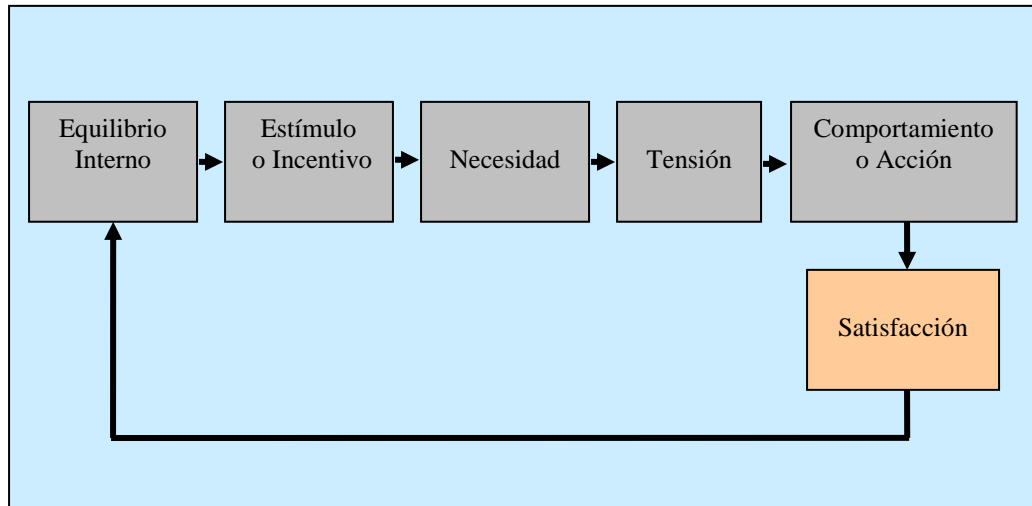 Equilibrio
Interno
Estímulo
o Incentivo
Necesidad
Tensión
Comportamiento
o Acción
Satisfacción